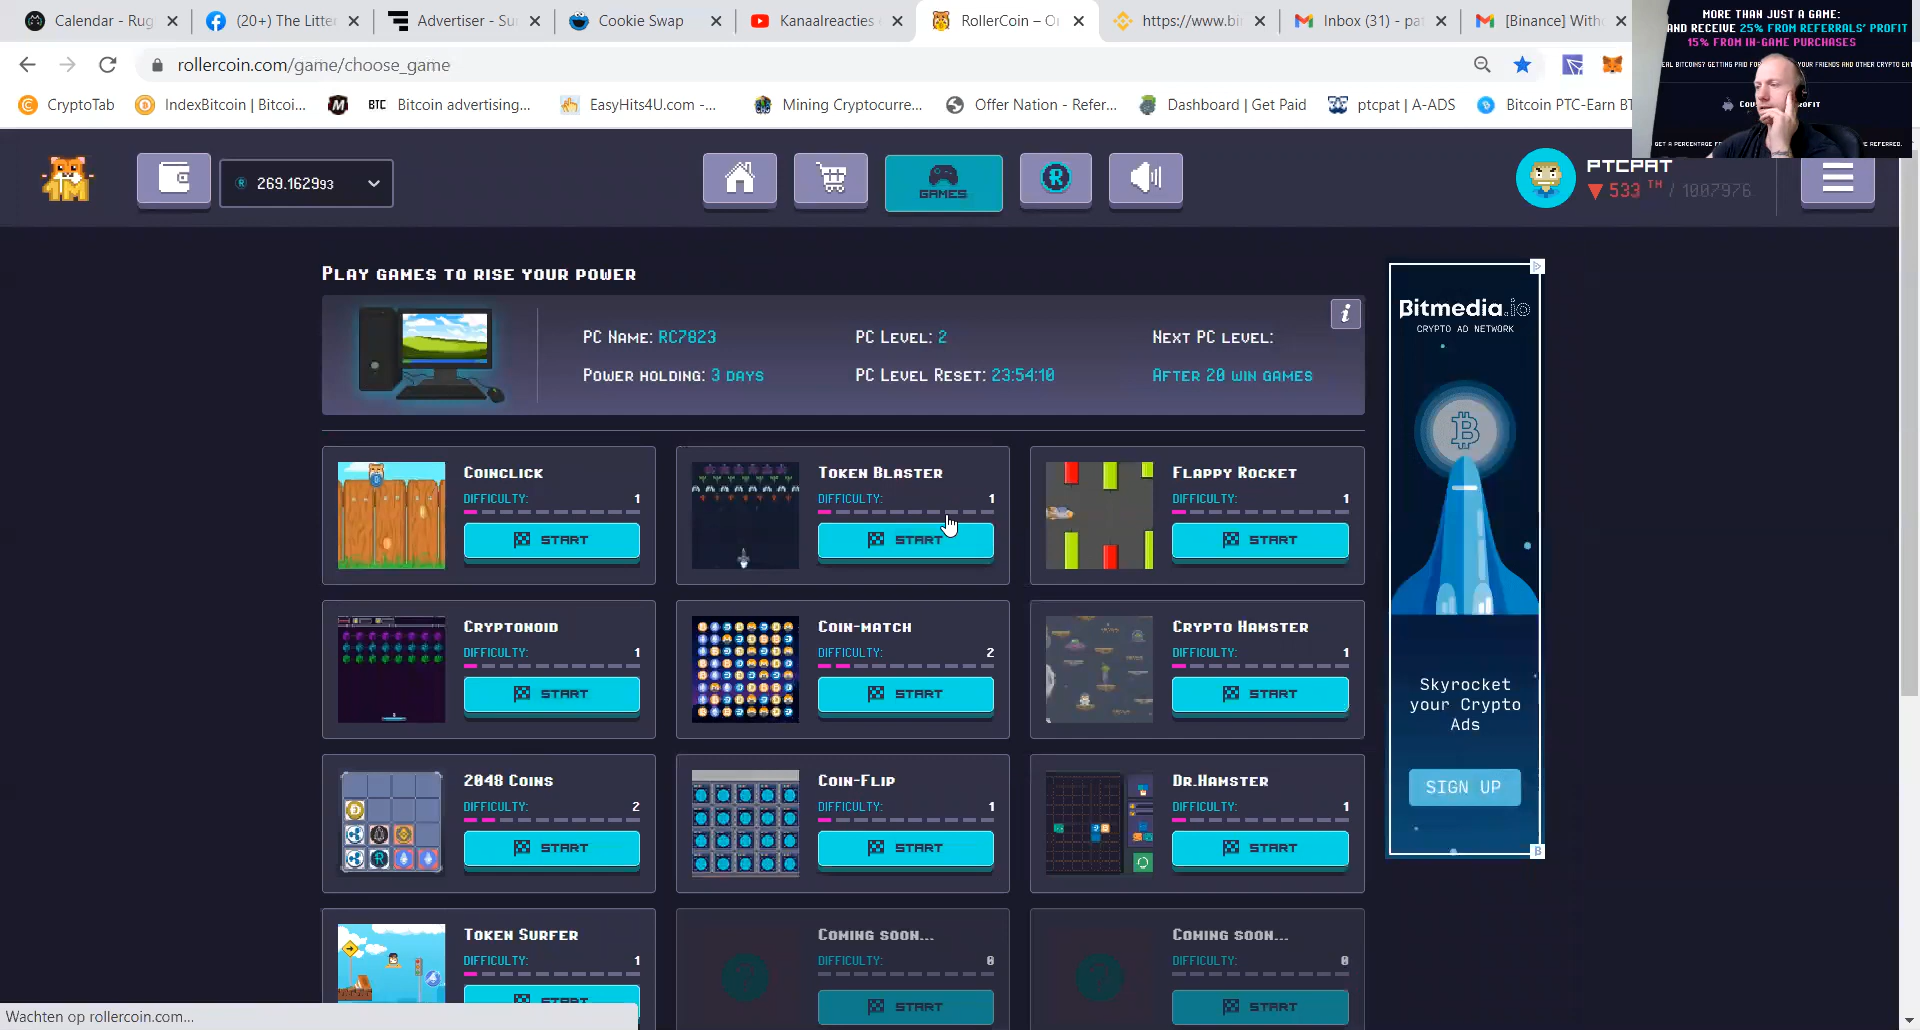 Calendar - Rug
(20+) The Litter
Advertiser - Su
Cookie Swap
Kanaalreacties
RollerCoin – O
https://www.bi
Inbox (31) - pa
[Binance] With
rollercoin.com/game/choose_game
CryptoTab
IndexBitcoin | Bitcoi...
BTC Bitcoin advertising...
EasyHits4U.com -...
Mining Cryptocurre...
Offer Nation - Refer...
Dashboard | Get Paid
ptcpat | A-ADS
Bitcoin PTC-Earn BT
MORE THAN JUST A GAME:
AND RECEIVE 25% FROM REFERRALS' PROFIT
15% FROM IN-GAME PURCHASES
269.162993
GAMES
PTCPAT
533 TH / 1007976
PLAY GAMES TO RISE YOUR POWER
PC NAME: RC7823
PC LEVEL: 2
NEXT PC LEVEL:
POWER HOLDING: 3 DAYS
PC LEVEL RESET: 23:54:10
AFTER 20 WIN GAMES
i
COINCLICK
DIFFICULTY: 1
START
TOKEN BLASTER
DIFFICULTY: 1
START
FLAPPY ROCKET
DIFFICULTY: 1
START
CRYPTONOID
DIFFICULTY: 1
START
COIN-MATCH
DIFFICULTY: 2
START
CRYPTO HAMSTER
DIFFICULTY: 1
START
2048 COINS
DIFFICULTY: 2
START
COIN-FLIP
DIFFICULTY: 1
START
DR.HAMSTER
DIFFICULTY: 1
START
TOKEN SURFER
DIFFICULTY: 1
START
COMING SOON...
DIFFICULTY: 0
START
COMING SOON...
DIFFICULTY: 0
START
Bitmedia.io
CRYPTO AD NETWORK
Skyrocket
your Crypto
Ads
SIGN UP
Wachten op rollercoin.com...